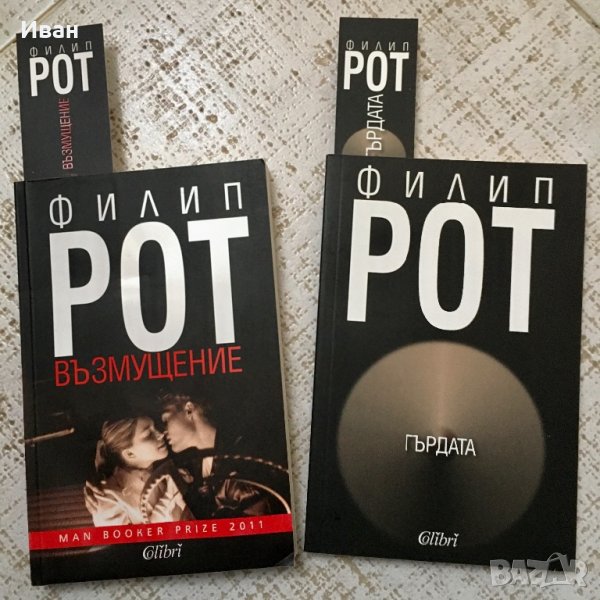 Иван
ФИЛИП
РОТ
ВЪЗМУЩЕНИЕ
ФИЛИП
РОТ
ГЪРДАТА
ФИЛИП
РОТ
ВЪЗМУЩЕНИЕ
MAN BOOKER PRIZE 2011
Colibri
ФИЛИП
РОТ
ГЪРДАТА
Colibri
BAZAR